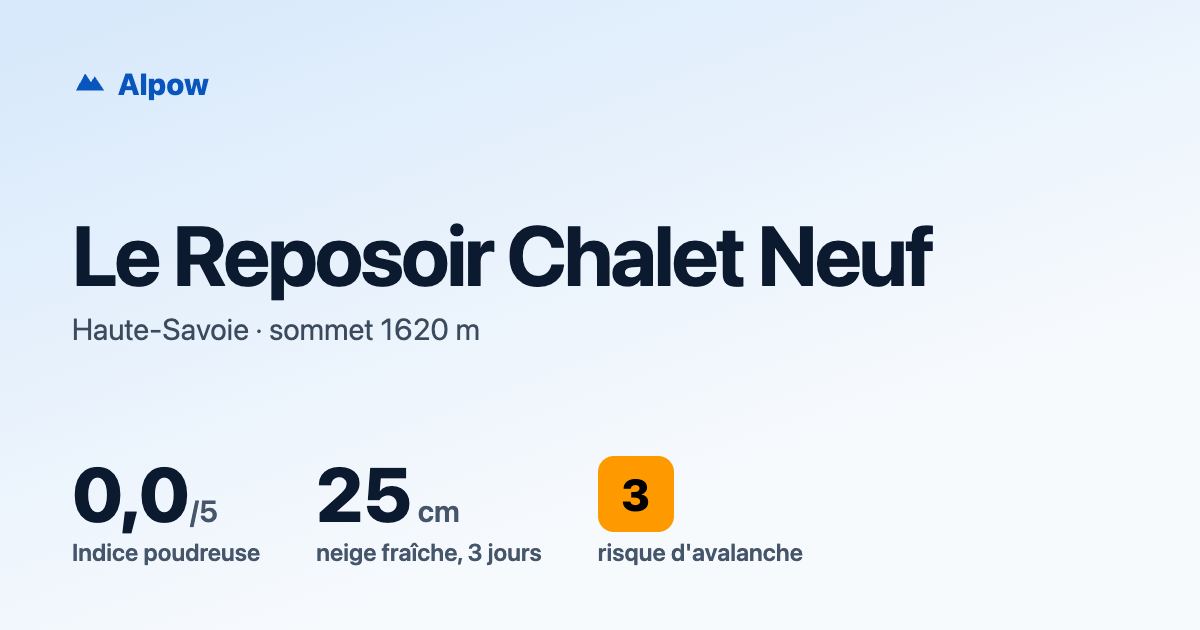 Alpow
Le Reposoir Chalet Neuf
Haute-Savoie · sommet 1620 m
0,0/5
Indice poudreuse
25 cm
neige fraîche, 3 jours
3
risque d'avalanche